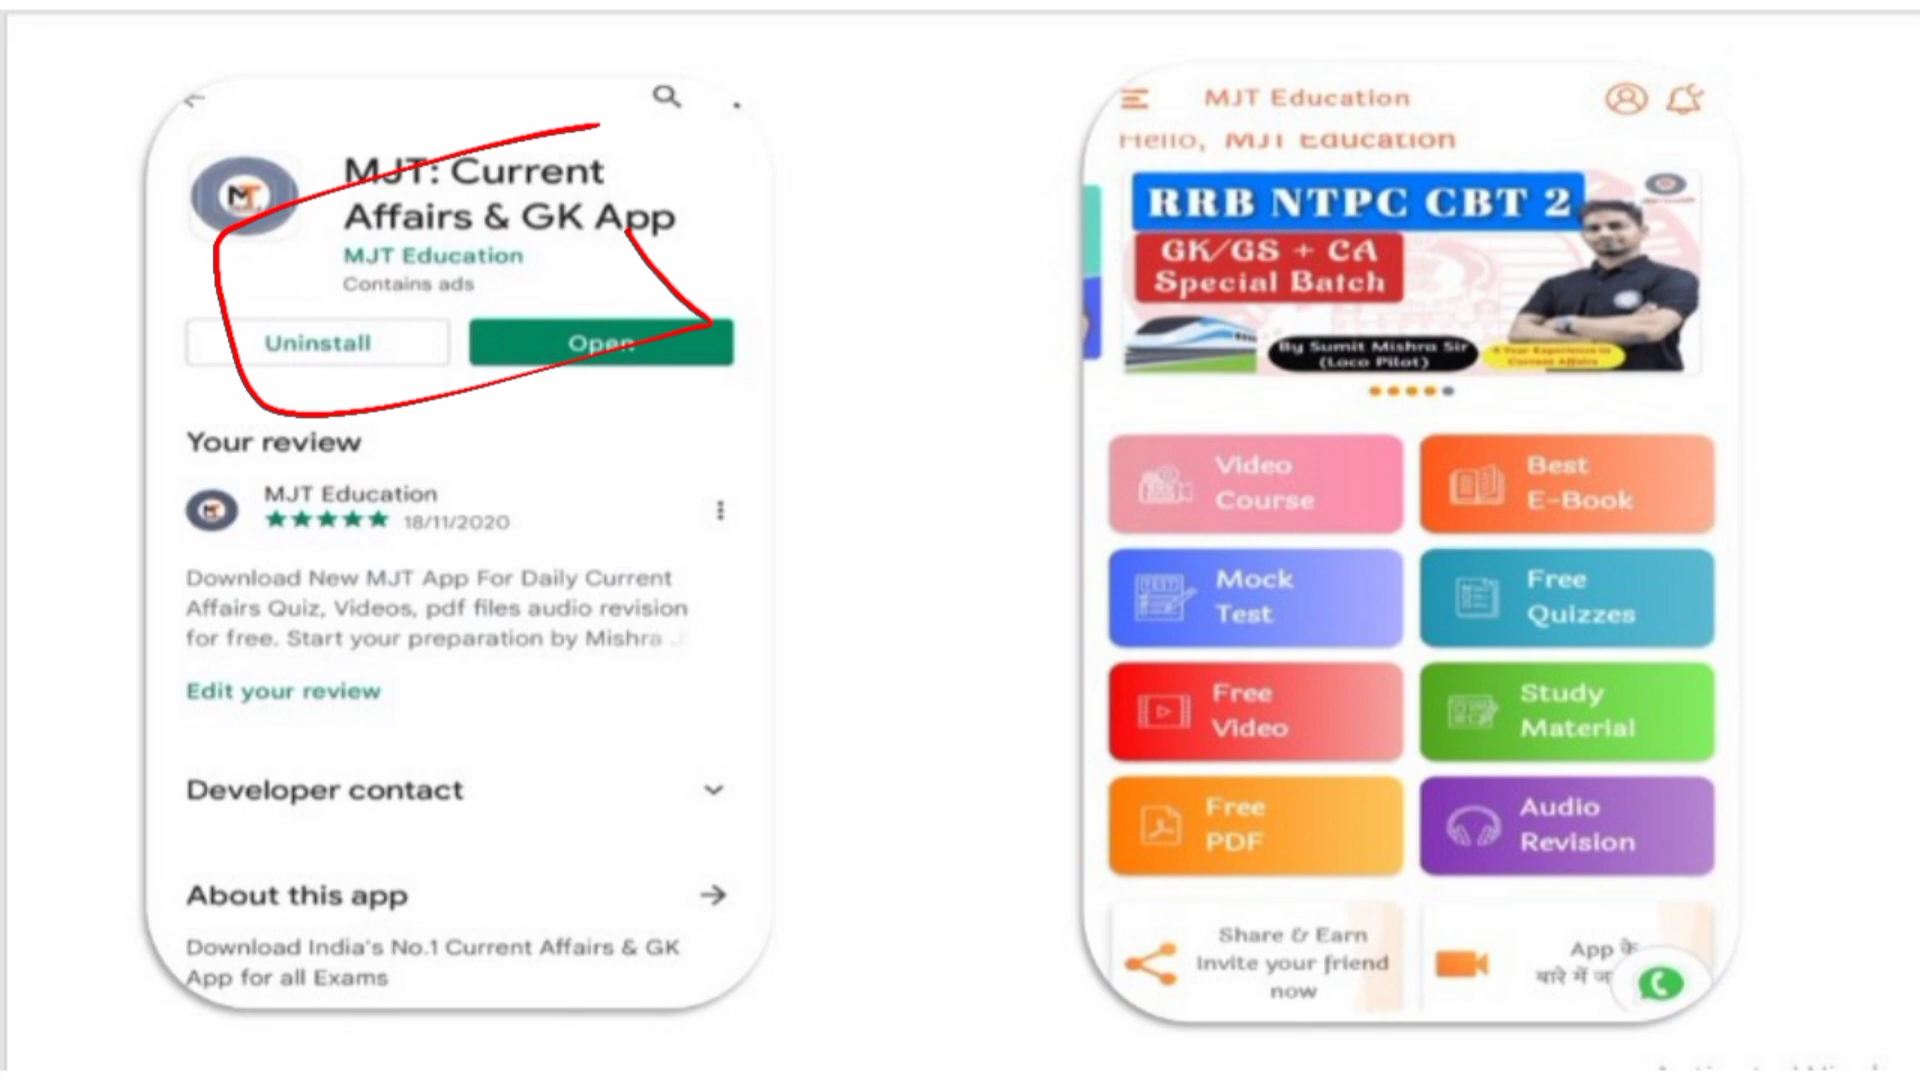 MJT: Current
Affairs & GK App
MJT Education
Contains ads
Uninstall
Open
Your review
MJT Education
18/11/2020
Download New MJT App For Daily Current
Affairs Quiz, Videos, pdf files audio revision
for free. Start your preparation by Mishra J
Edit your review
Developer contact
About this app
Download India's No.1 Current Affairs & GK
App for all Exams
MJT Education
Hello, MJT Education
RRB NTPC CBT 2
GK/GS + CA
Special Batch
By Sumit Mishra Sir
(Loco Pilot)
Current Affairs
Video
Course
Best
E-Book
Mock
Test
Free
Quizzes
Free
Video
Study
Material
Free
PDF
Audio
Revision
Share & Earn
Invite your friend
now
App के
बारे में